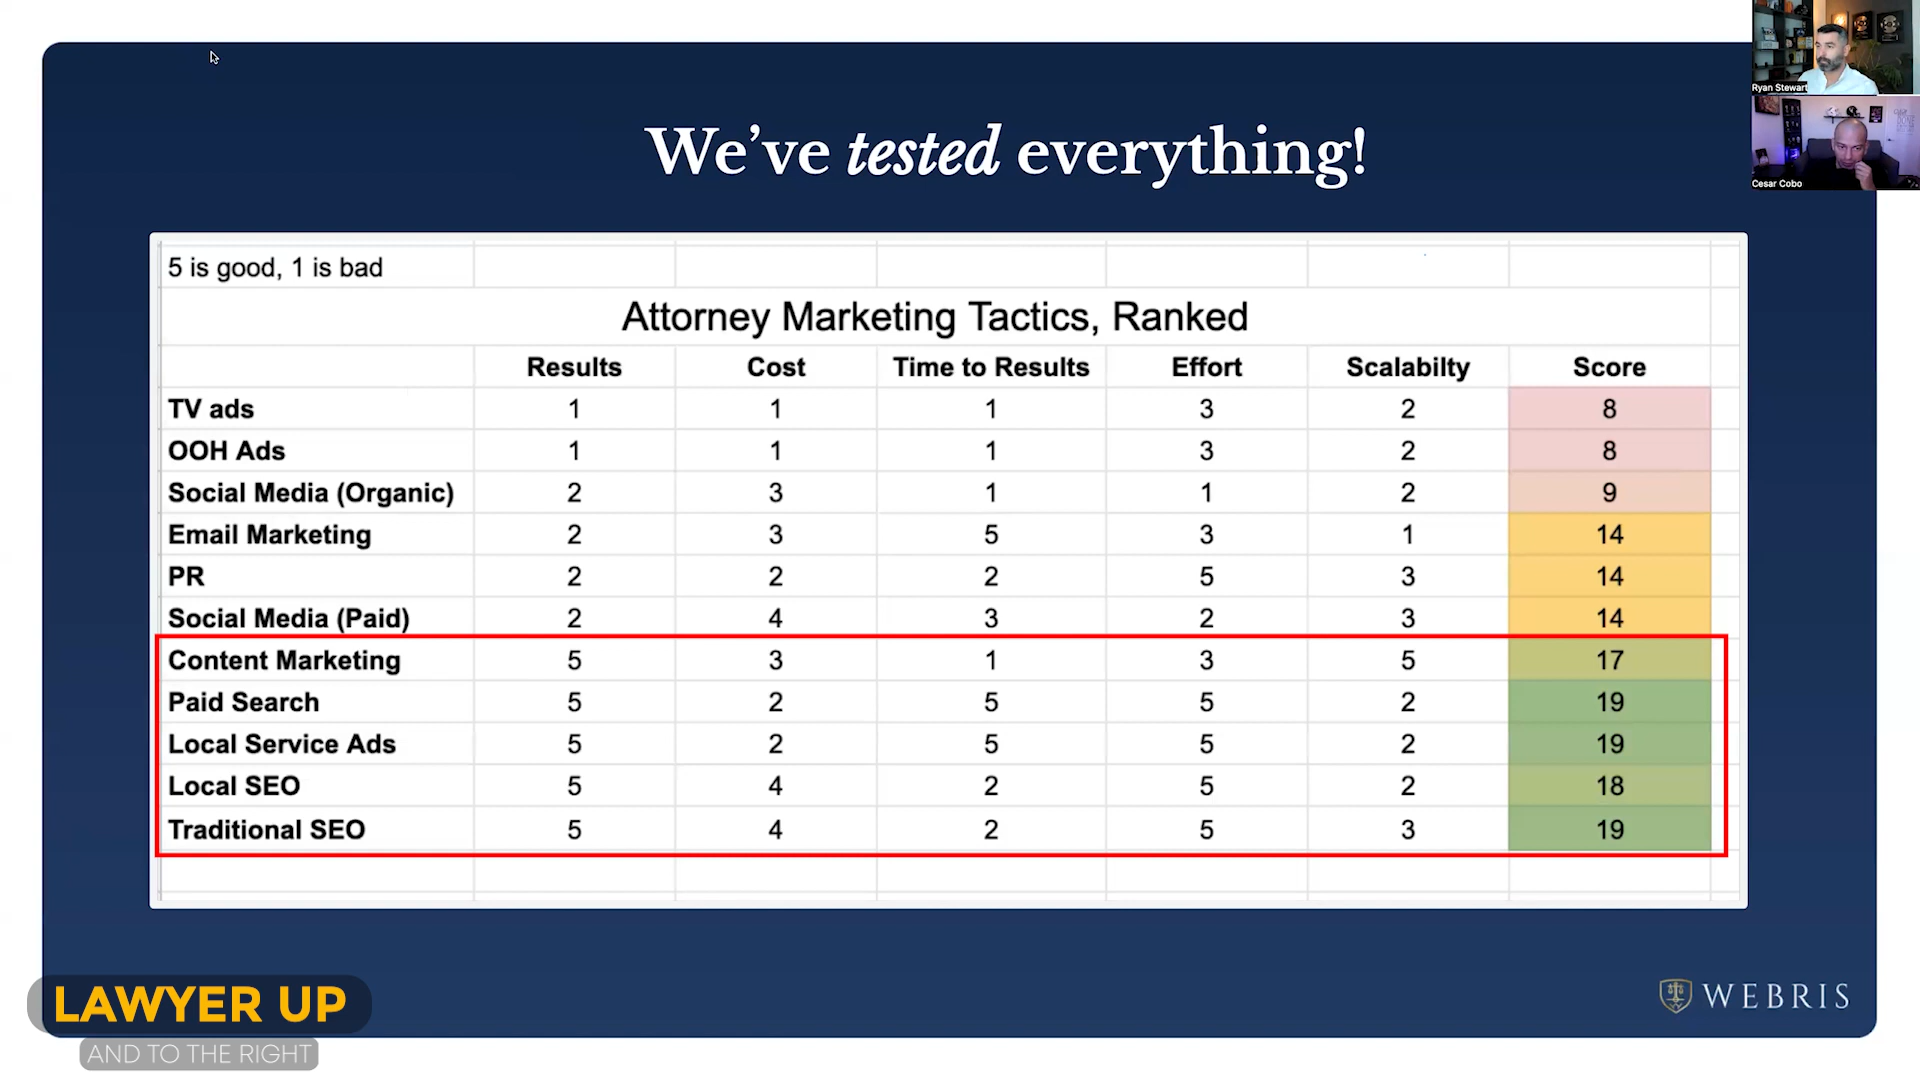 We've tested everything!
Ryan Stewart
Cesar Cobo
5 is good, 1 is bad
Attorney Marketing Tactics, Ranked
Results Cost Time to Results Effort Scalabilty Score
TV ads 1 1 1 3 2 8
OOH Ads 1 1 1 3 2 8
Social Media (Organic) 2 3 1 1 2 9
Email Marketing 2 3 5 3 1 14
PR 2 2 2 5 3 14
Social Media (Paid) 2 4 3 2 3 14
Content Marketing 5 3 1 3 5 17
Paid Search 5 2 5 5 2 19
Local Service Ads 5 2 5 5 2 19
Local SEO 5 4 2 5 2 18
Traditional SEO 5 4 2 5 3 19
LAWYER UP
AND TO THE RIGHT
WEBRIS